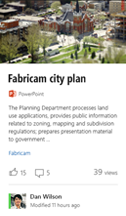 Fabricam city plan
PowerPoint
The Planning Department processes land
use applications, provides public information
related to zoning, mapping and subdivision
regulations; prepares presentation material
to government ...
Fabricam
15
5
39 views
Dan Wilson
Modified 11 hours ago